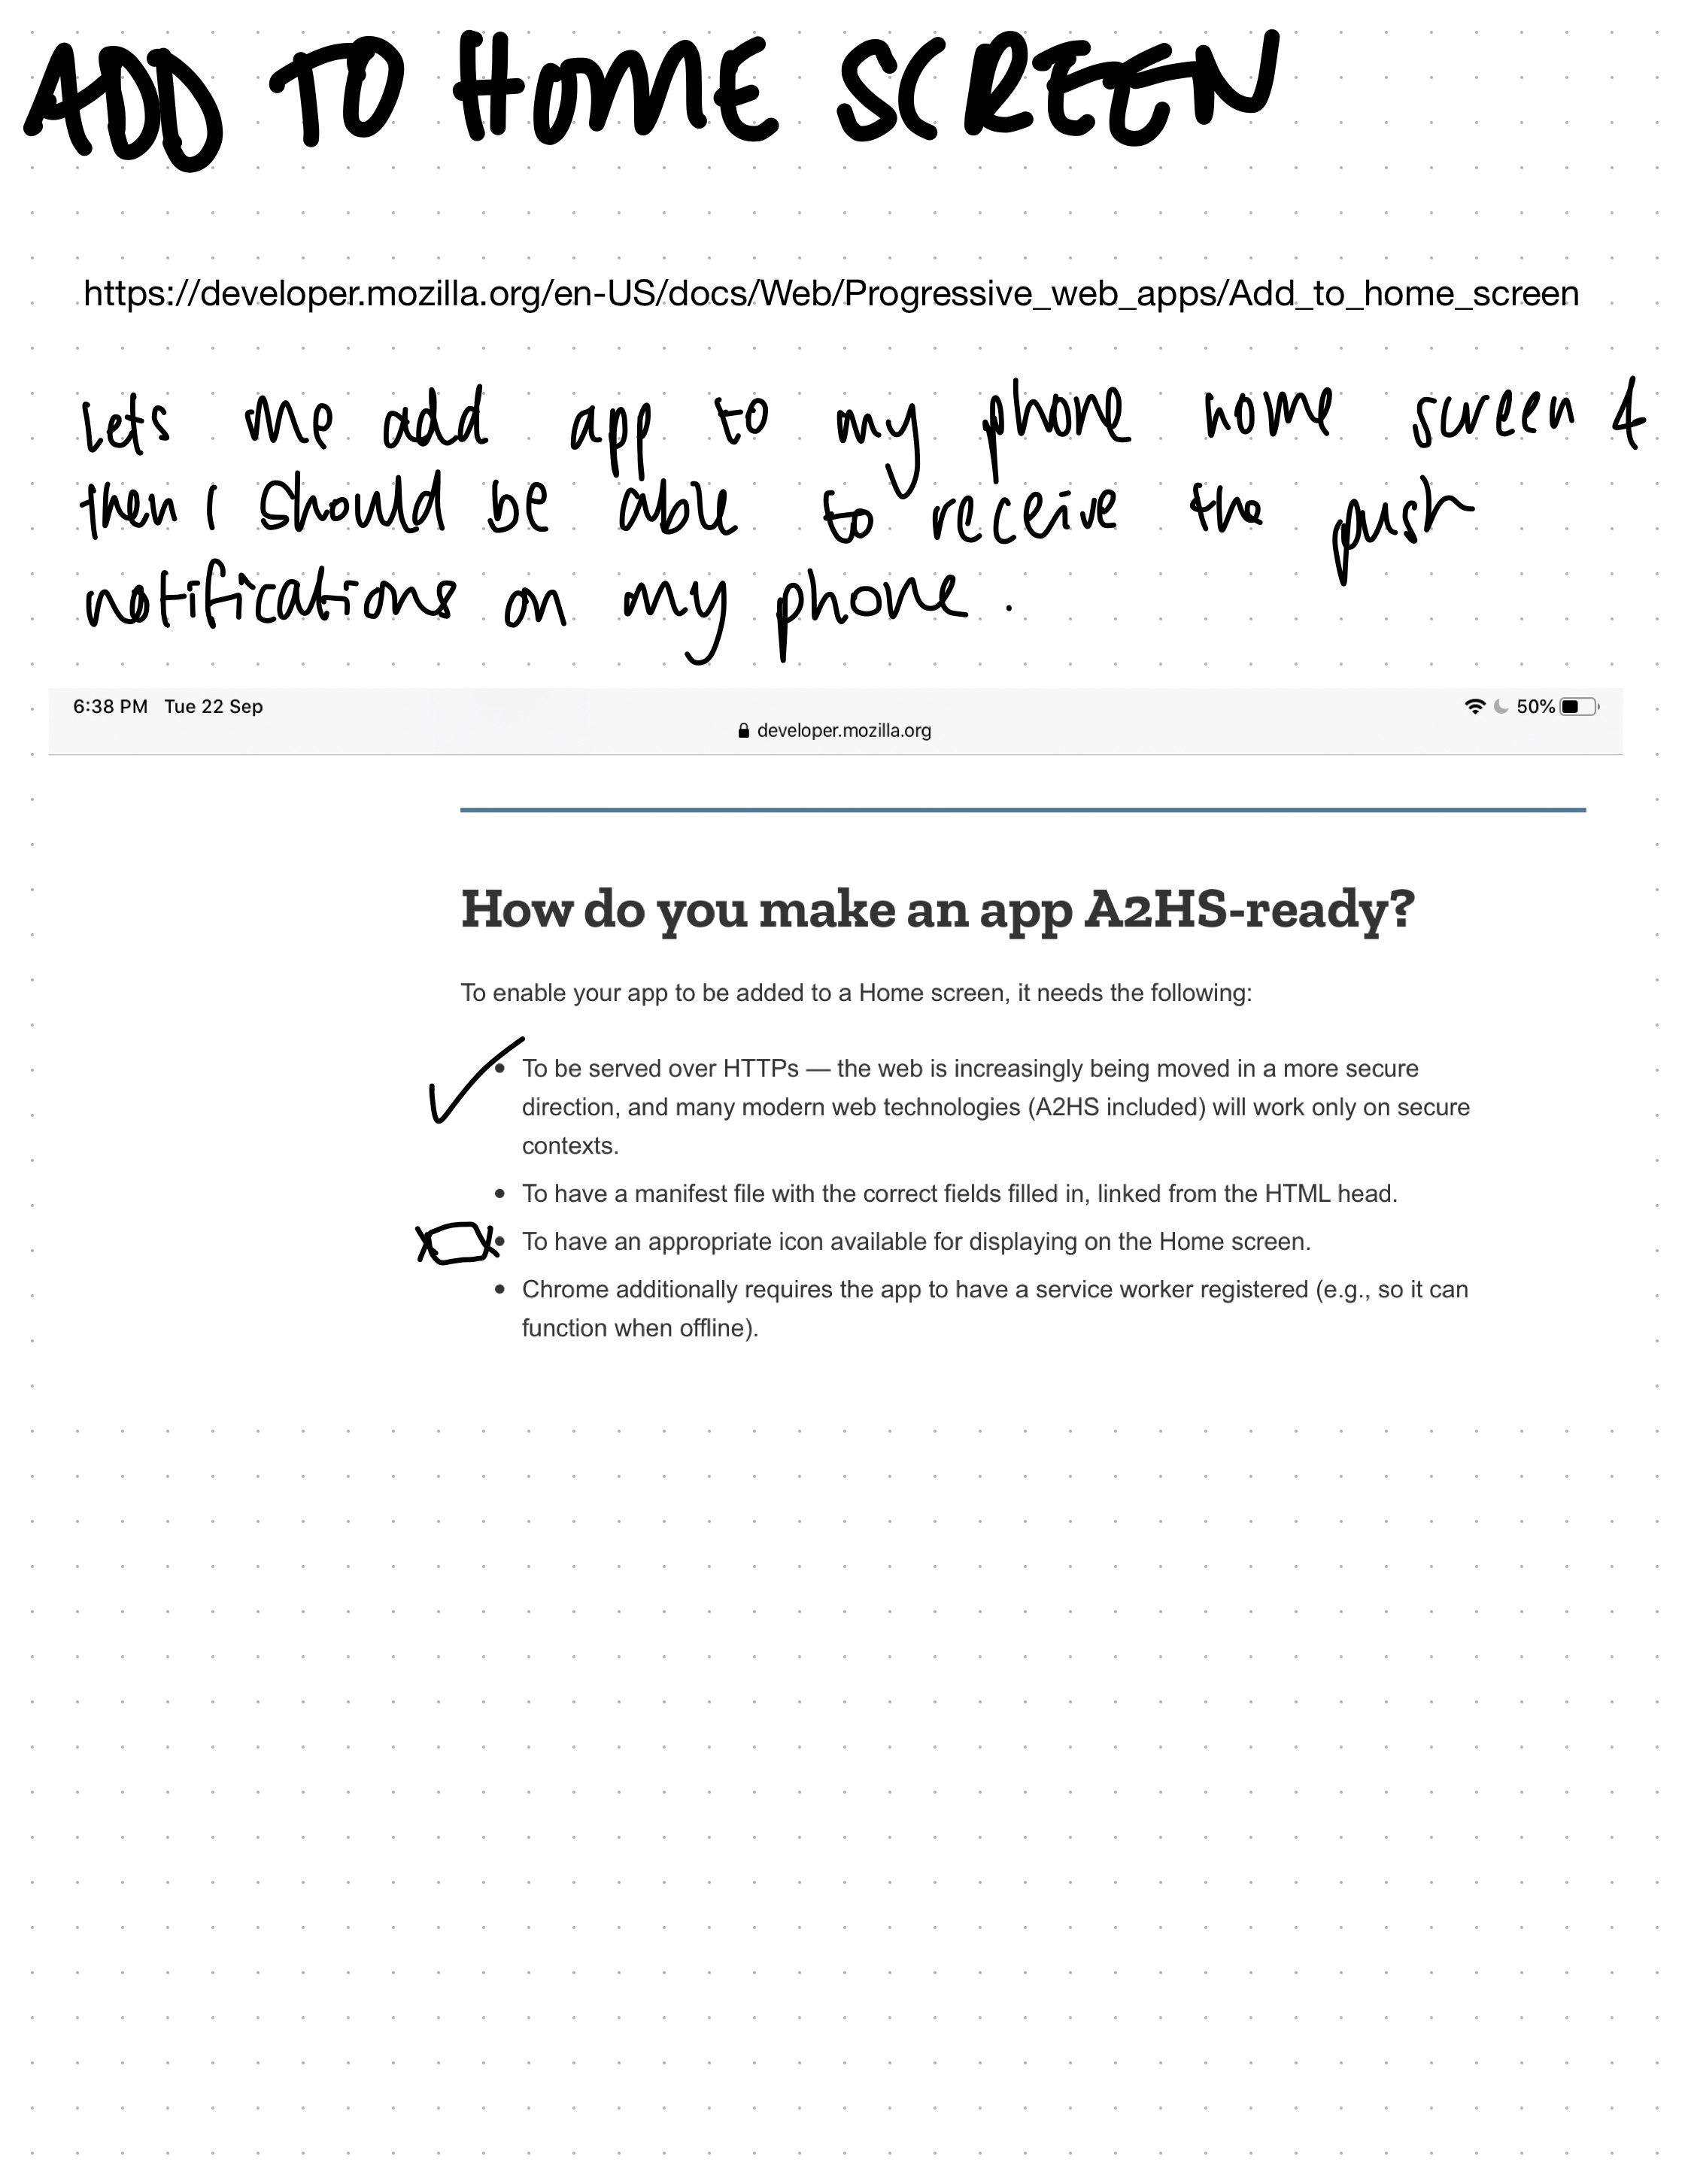 ADD TO HOME SCREEN
https://developer.mozilla.org/en-US/docs/Web/Progressive_web_apps/Add_to_home_screen
Lets me add app to my phone home screen &
then I should be able to receive the push
notifications on my phone.
6:38 PM Tue 22 Sep 50%
developer.mozilla.org
How do you make an app A2HS-ready?
To enable your app to be added to a Home screen, it needs the following:
• To be served over HTTPs — the web is increasingly being moved in a more secure
direction, and many modern web technologies (A2HS included) will work only on secure
contexts.
• To have a manifest file with the correct fields filled in, linked from the HTML head.
• To have an appropriate icon available for displaying on the Home screen.
• Chrome additionally requires the app to have a service worker registered (e.g., so it can
function when offline).